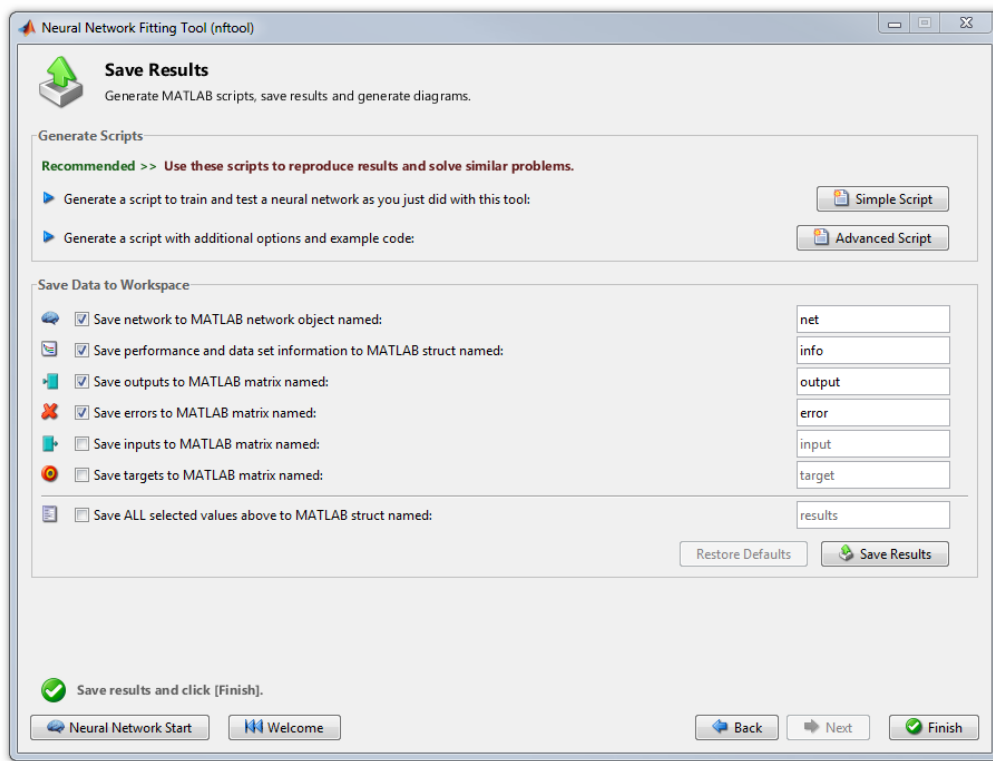 Neural Network Fitting Tool (nftool)
Save Results
Generate MATLAB scripts, save results and generate diagrams.
Generate Scripts
Recommended >> Use these scripts to reproduce results and solve similar problems.
Generate a script to train and test a neural network as you just did with this tool: Simple Script
Generate a script with additional options and example code: Advanced Script
Save Data to Workspace
Save network to MATLAB network object named: net
Save performance and data set information to MATLAB struct named: info
Save outputs to MATLAB matrix named: output
Save errors to MATLAB matrix named: error
Save inputs to MATLAB matrix named: input
Save targets to MATLAB matrix named: target
Save ALL selected values above to MATLAB struct named: results
Restore Defaults Save Results
Save results and click [Finish].
Neural Network Start Welcome Back Next Finish